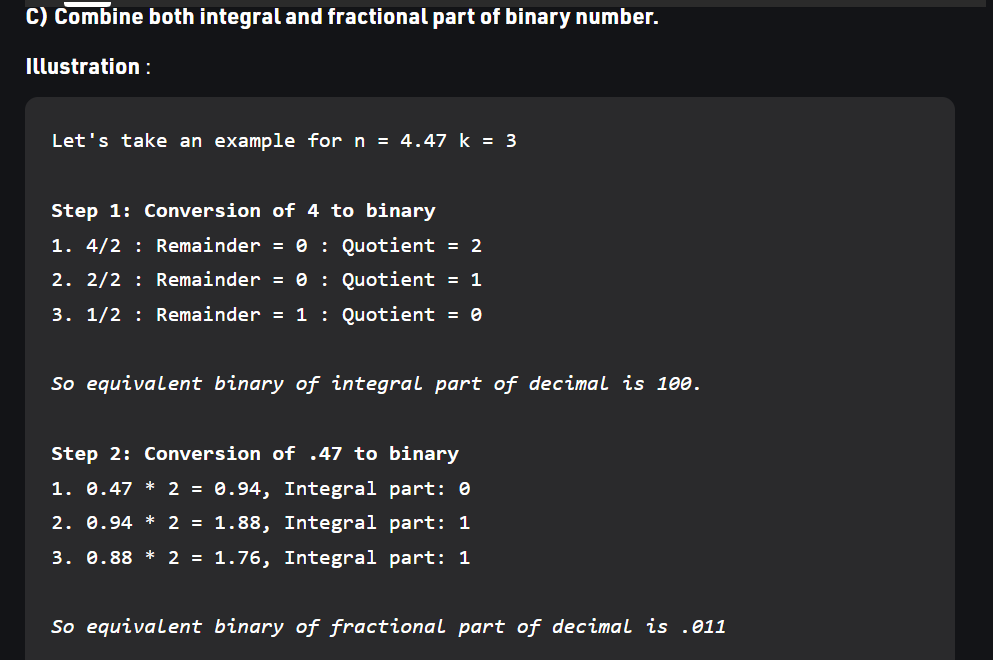 C) Combine both integral and fractional part of binary number.
Illustration :
Let's take an example for n = 4.47 k = 3
Step 1: Conversion of 4 to binary
1. 4/2 : Remainder = 0 : Quotient = 2
2. 2/2 : Remainder = 0 : Quotient = 1
3. 1/2 : Remainder = 1 : Quotient = 0
So equivalent binary of integral part of decimal is 100.
Step 2: Conversion of .47 to binary
1. 0.47 * 2 = 0.94, Integral part: 0
2. 0.94 * 2 = 1.88, Integral part: 1
3. 0.88 * 2 = 1.76, Integral part: 1
So equivalent binary of fractional part of decimal is .011